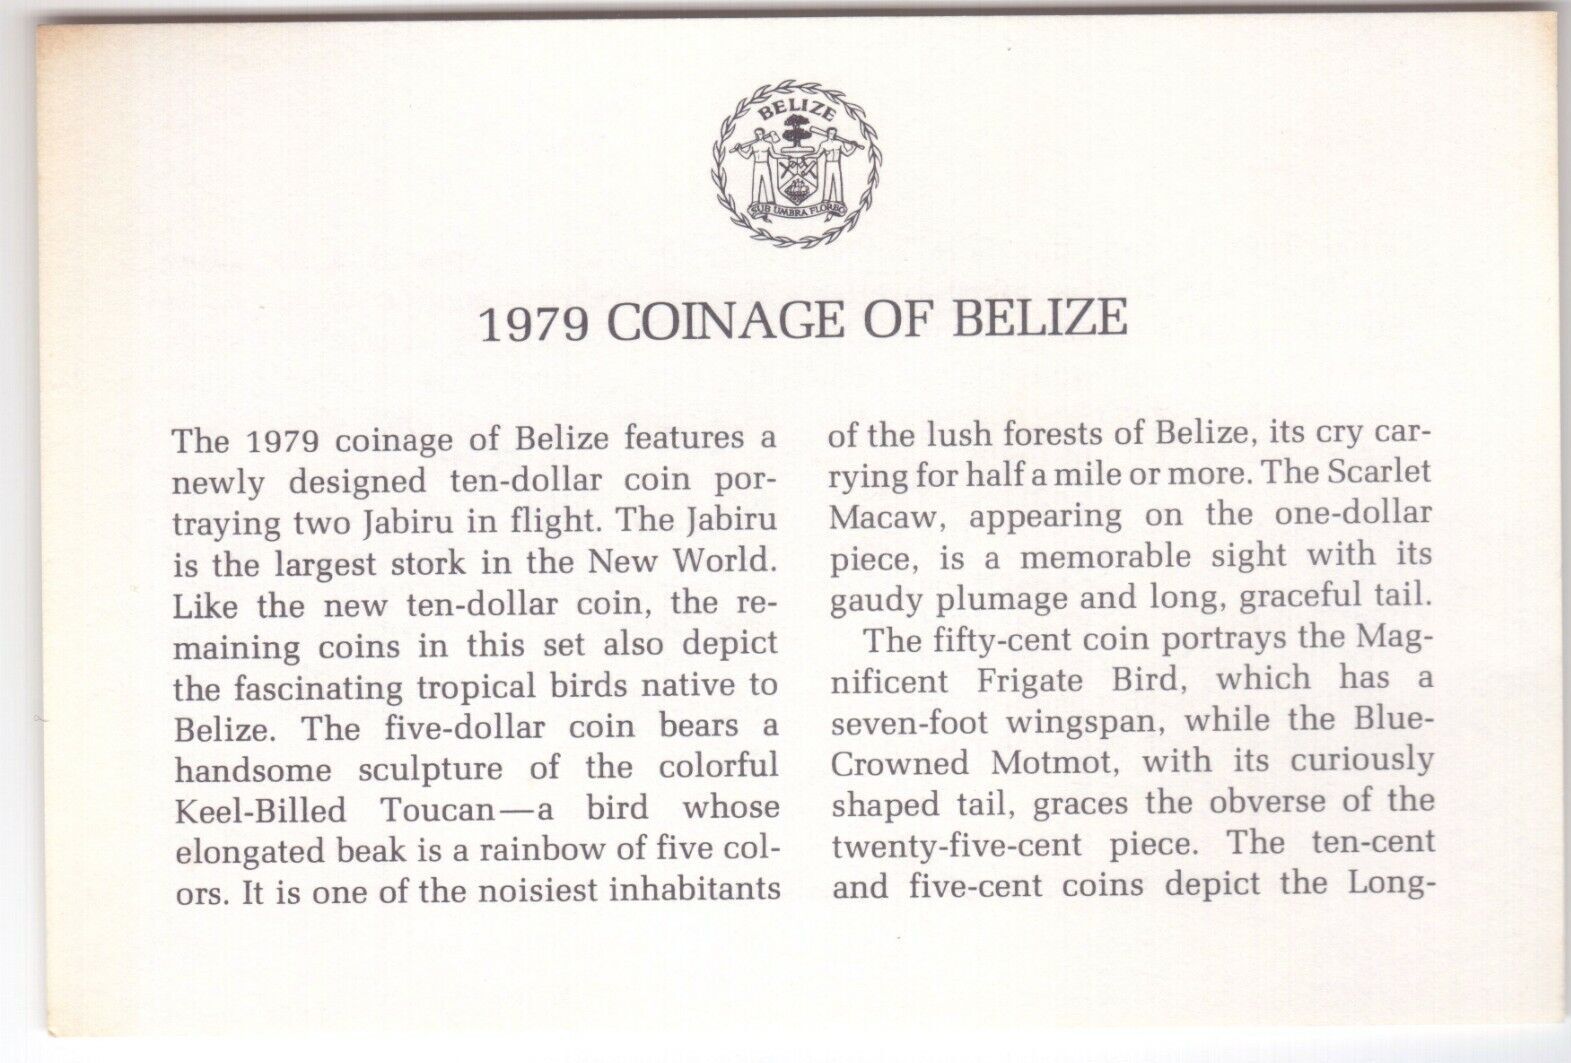 BELIZE
SUB UMBRA FLOREO
1979 COINAGE OF BELIZE
The 1979 coinage of Belize features a
newly designed ten-dollar coin por-
traying two Jabiru in flight. The Jabiru
is the largest stork in the New World.
Like the new ten-dollar coin, the re-
maining coins in this set also depict
the fascinating tropical birds native to
Belize. The five-dollar coin bears a
handsome sculpture of the colorful
Keel-Billed Toucan—a bird whose
elongated beak is a rainbow of five col-
ors. It is one of the noisiest inhabitants
of the lush forests of Belize, its cry car-
rying for half a mile or more. The Scarlet
Macaw, appearing on the one-dollar
piece, is a memorable sight with its
gaudy plumage and long, graceful tail.
The fifty-cent coin portrays the Mag-
nificent Frigate Bird, which has a
seven-foot wingspan, while the Blue-
Crowned Motmot, with its curiously
shaped tail, graces the obverse of the
twenty-five-cent piece. The ten-cent
and five-cent coins depict the Long-